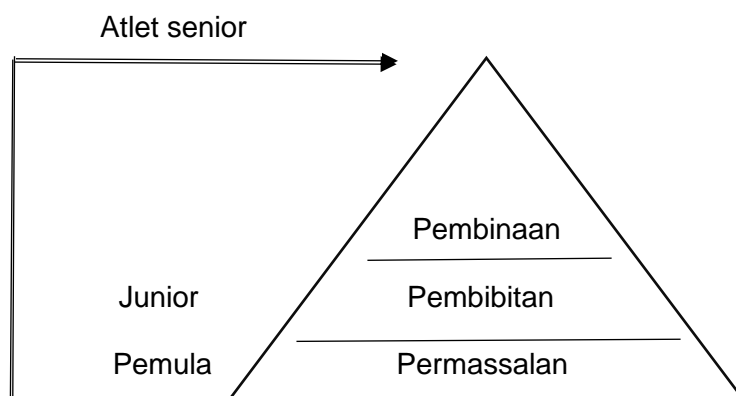 Atlet senior
Pembinaan
Junior Pembibitan
Pemula Permassalan